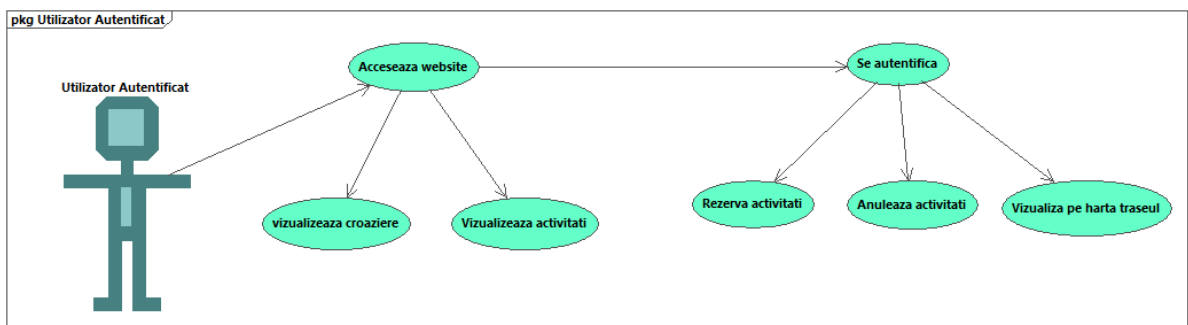 pkg Utilizator Autentificat
Acceseaza website
Se autentifica
Utilizator Autentificat
Rezerva activitati
Anuleaza activitati
Vizualiza pe harta traseul
vizualizeaza croaziere
Vizualizeaza activitati